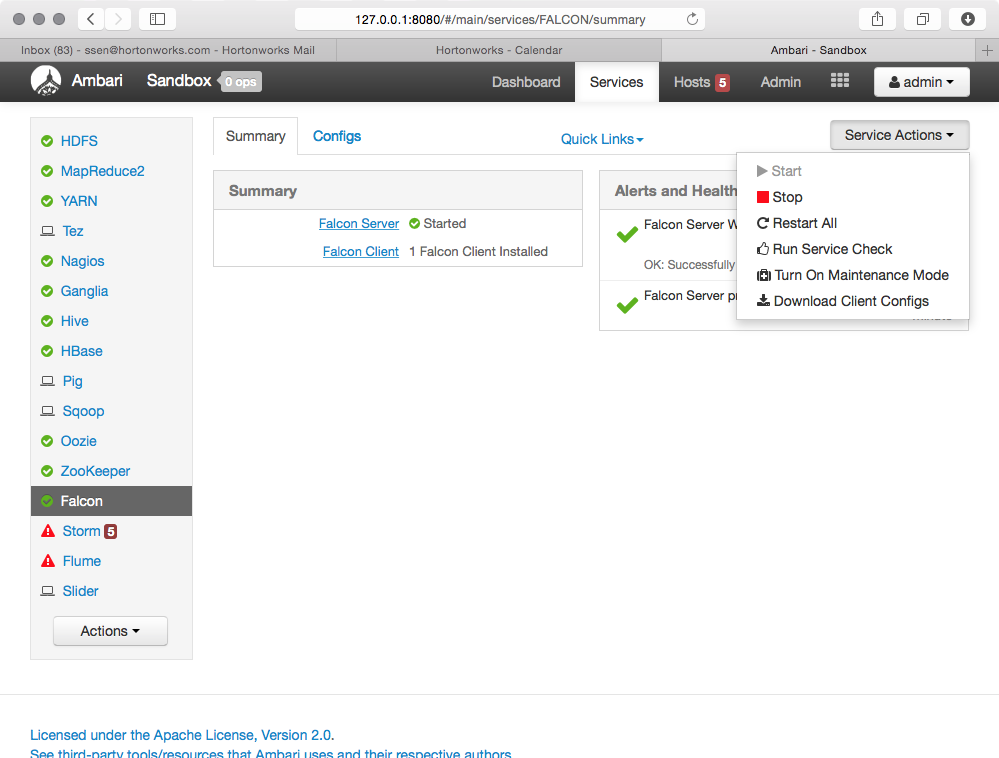 127.0.0.1:8080/#/main/services/FALCON/summary
Inbox (83) - ssen@hortonworks.com - Hortonworks Mail
Hortonworks - Calendar
Ambari - Sandbox
Ambari Sandbox 0 ops Dashboard Services Hosts 5 Admin admin
HDFS
MapReduce2
YARN
Tez
Nagios
Ganglia
Hive
HBase
Pig
Sqoop
Oozie
ZooKeeper
Falcon
Storm 5
Flume
Slider
Actions
Summary Configs Quick Links Service Actions
Summary
Falcon Server Started
Falcon Client 1 Falcon Client Installed
Alerts and Health
Falcon Server W
OK: Successfully
Falcon Server pr
Start
Stop
Restart All
Run Service Check
Turn On Maintenance Mode
Download Client Configs
Licensed under the Apache License, Version 2.0.
See third-party tools/resources that Ambari uses and their respective authors